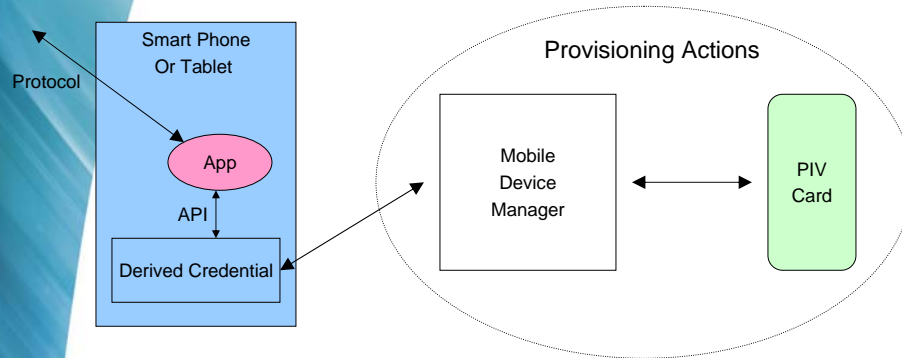 Smart Phone
Or Tablet
Protocol
App
API
Derived Credential
Provisioning Actions
Mobile
Device
Manager
PIV
Card